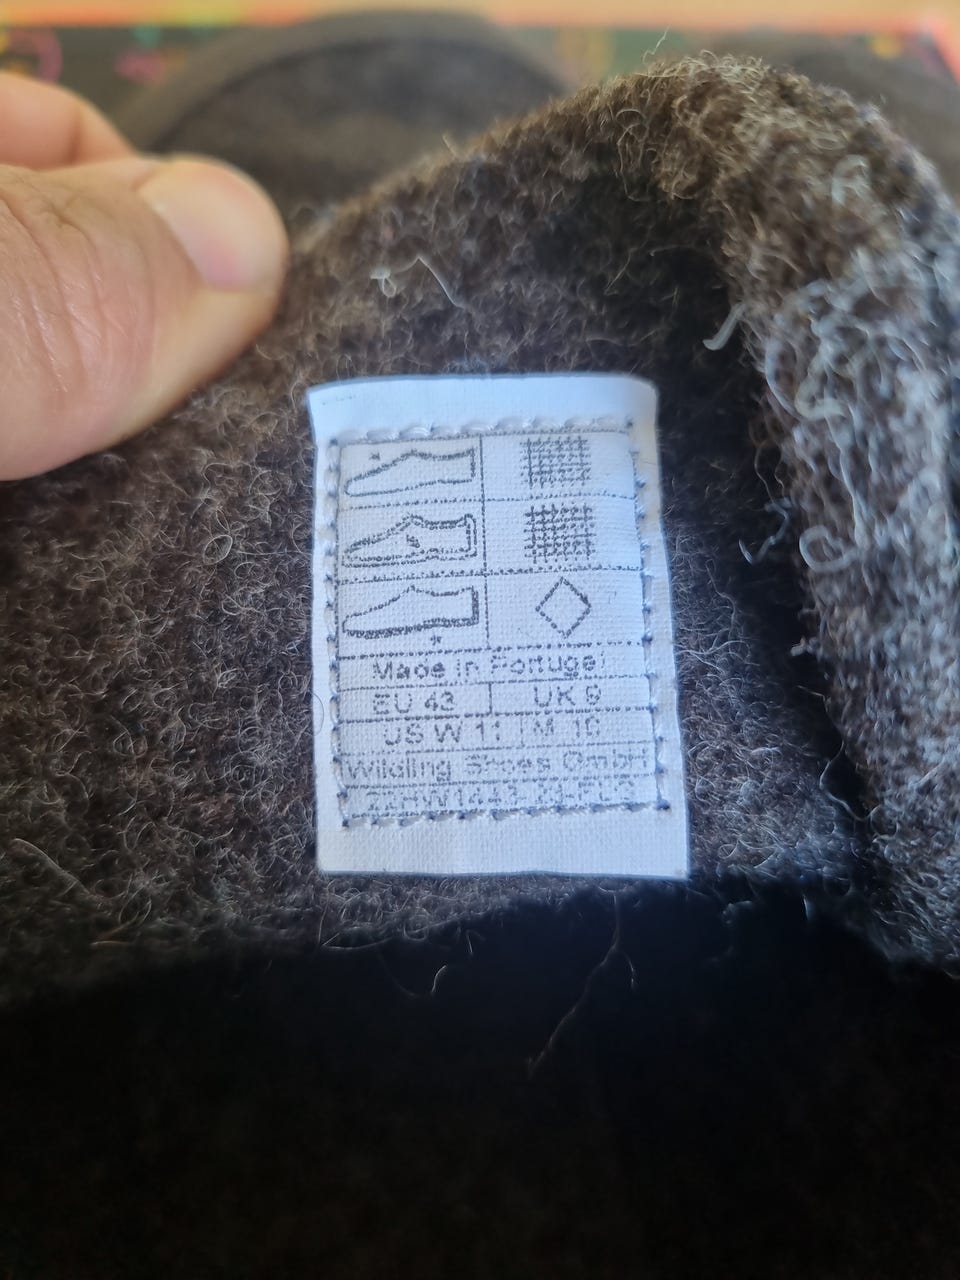 Made in Portugal
EU 43 UK 9
US W 11 M 10
Wildling Shoes GmbH